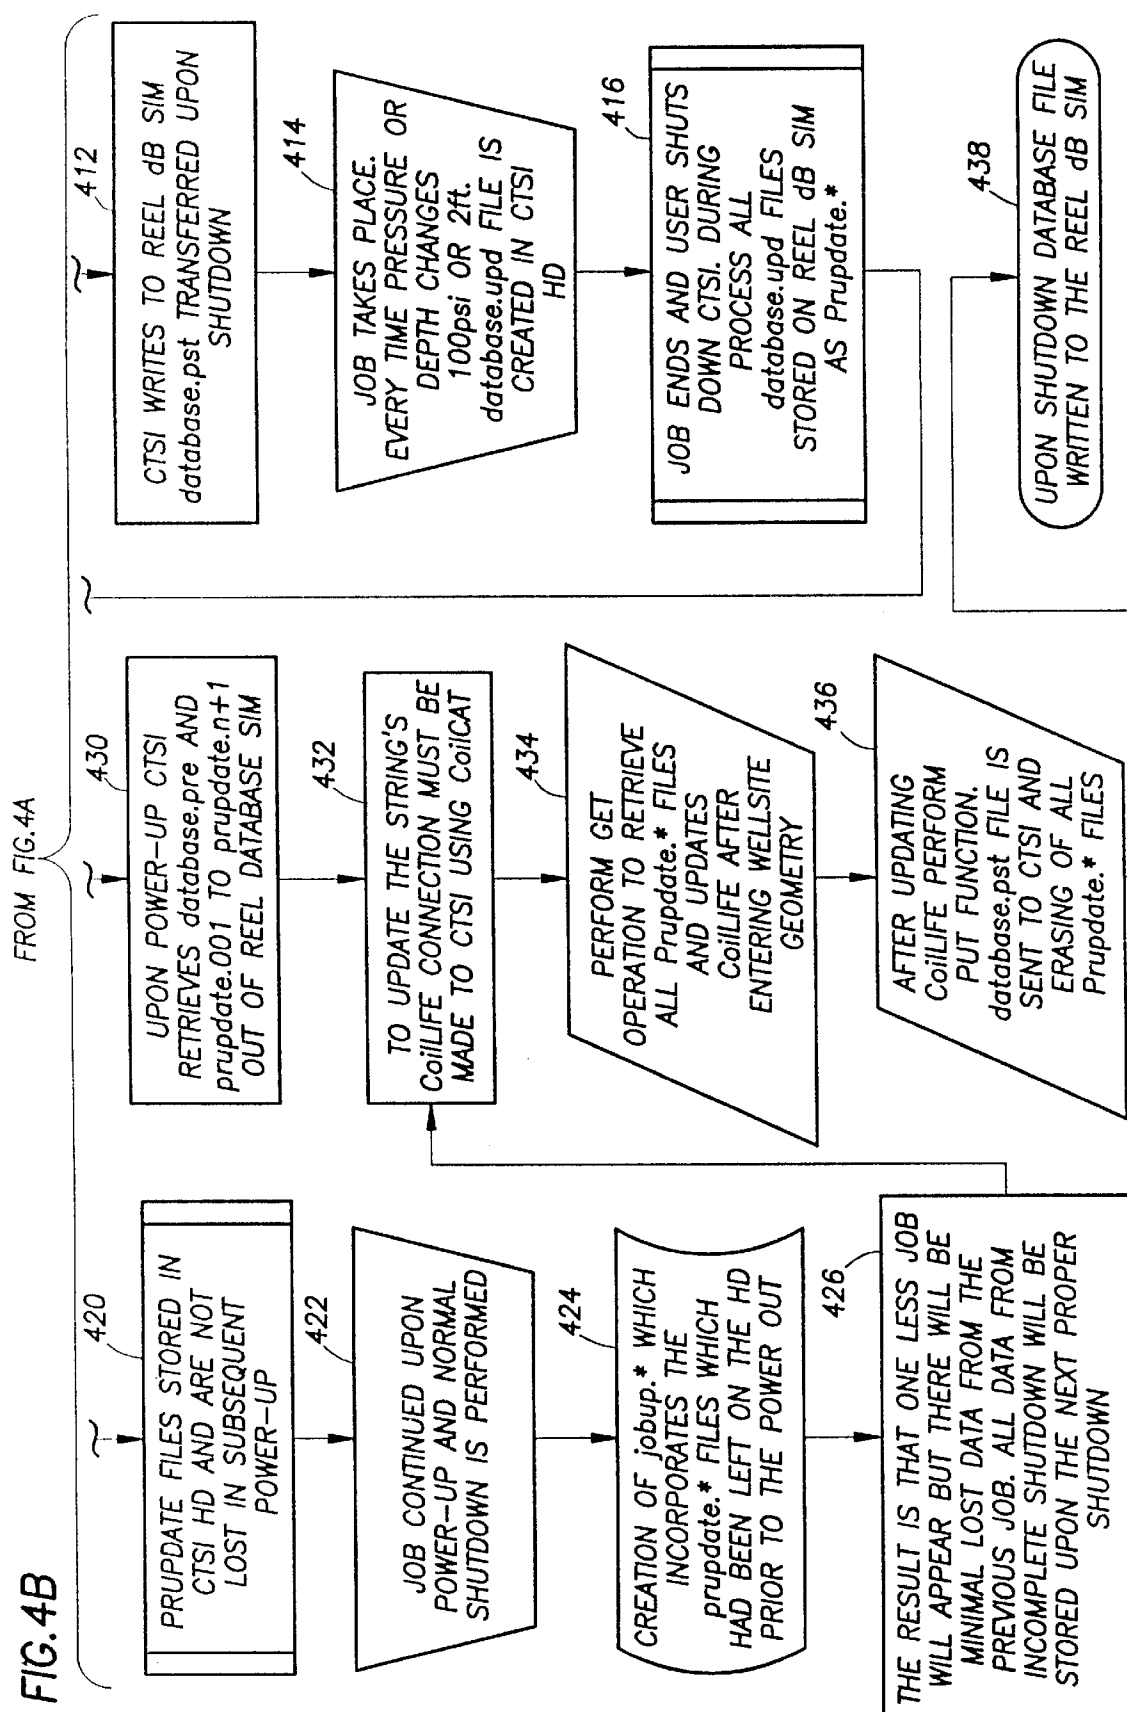 FIG.4B
FROM FIG.4A
420
PRUPDATE FILES STORED IN
CTSI HD AND ARE NOT
LOST IN SUBSEQUENT
POWER-UP
422
JOB CONTINUED UPON
POWER-UP AND NORMAL
SHUTDOWN IS PERFORMED
424
CREATION OF jobup.* WHICH
INCORPORATES THE
prupdate.* FILES WHICH
HAD BEEN LEFT ON THE HD
PRIOR TO THE POWER OUT
426
THE RESULT IS THAT ONE LESS JOB
WILL APPEAR BUT THERE WILL BE
MINIMAL LOST DATA FROM THE
PREVIOUS JOB. ALL DATA FROM
INCOMPLETE SHUTDOWN WILL BE
STORED UPON THE NEXT PROPER
SHUTDOWN
430
UPON POWER-UP CTSI
RETRIEVES database.pre AND
prupdate.001 TO prupdate.n+1
OUT OF REEL DATABASE SIM
432
TO UPDATE THE STRING'S
CoilLIFE CONNECTION MUST BE
MADE TO CTSI USING CoilCAT
434
PERFORM GET
OPERATION TO RETRIEVE
ALL Prupdate.* FILES
AND UPDATES
CoilLIFE AFTER
ENTERING WELLSITE
GEOMETRY
436
AFTER UPDATING
CoilLIFE PERFORM
PUT FUNCTION.
database.pst FILE IS
SENT TO CTSI AND
ERASING OF ALL
Prupdate.* FILES
412
CTSI WRITES TO REEL dB SIM
database.pst TRANSFERRED UPON
SHUTDOWN
414
JOB TAKES PLACE.
EVERY TIME PRESSURE OR
DEPTH CHANGES
100psi OR 2ft.
database.upd FILE IS
CREATED IN CTSI
HD
416
JOB ENDS AND USER SHUTS
DOWN CTSI. DURING
PROCESS ALL
database.upd FILES
STORED ON REEL dB SIM
AS Prupdate.*
438
UPON SHUTDOWN DATABASE FILE
WRITTEN TO THE REEL dB SIM